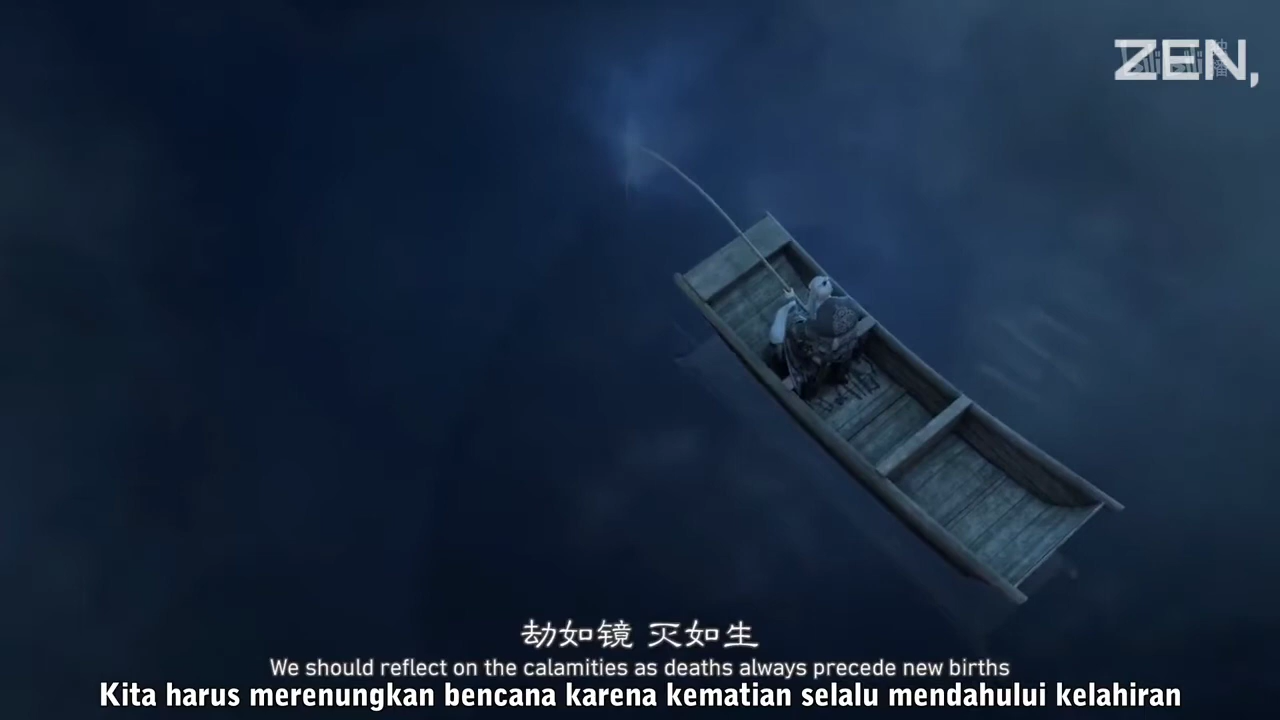 ZEN,
劫如镜 灭如生
We should reflect on the calamities as deaths always precede new births
Kita harus merenungkan bencana karena kematian selalu mendahului kelahiran